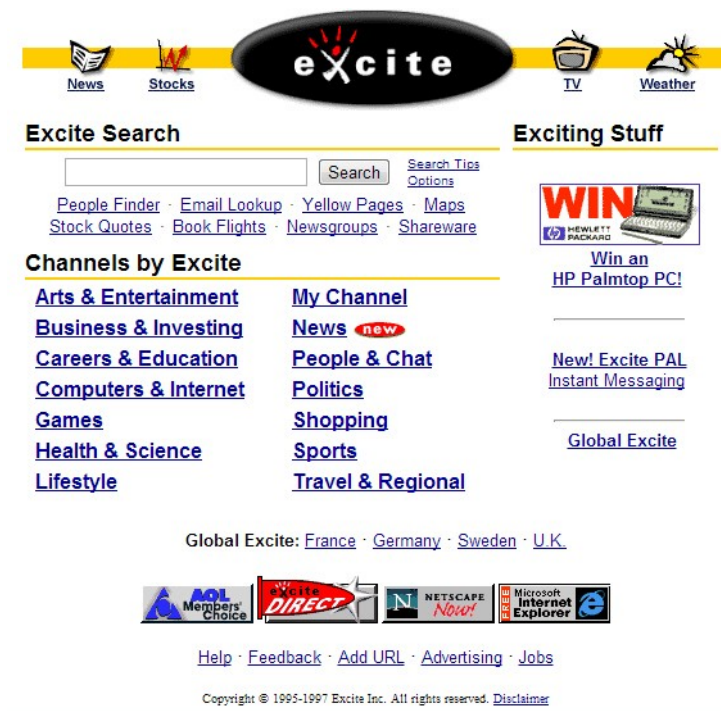 News Stocks excite TV Weather
Excite Search
Search Search Tips
Options
People Finder · Email Lookup · Yellow Pages · Maps
Stock Quotes · Book Flights · Newsgroups · Shareware
Channels by Excite
Arts & Entertainment
Business & Investing
Careers & Education
Computers & Internet
Games
Health & Science
Lifestyle
My Channel
News new
People & Chat
Politics
Shopping
Sports
Travel & Regional
Exciting Stuff
WIN
hp HEWLETT
PACKARD
Win an
HP Palmtop PC!
New! Excite PAL
Instant Messaging
Global Excite
Global Excite: France · Germany · Sweden · U.K.
AOL
Members'
Choice
excite
DIRECT
N NETSCAPE
Now!
FREE Microsoft
Internet
Explorer
Help · Feedback · Add URL · Advertising · Jobs
Copyright © 1995-1997 Excite Inc. All rights reserved. Disclaimer